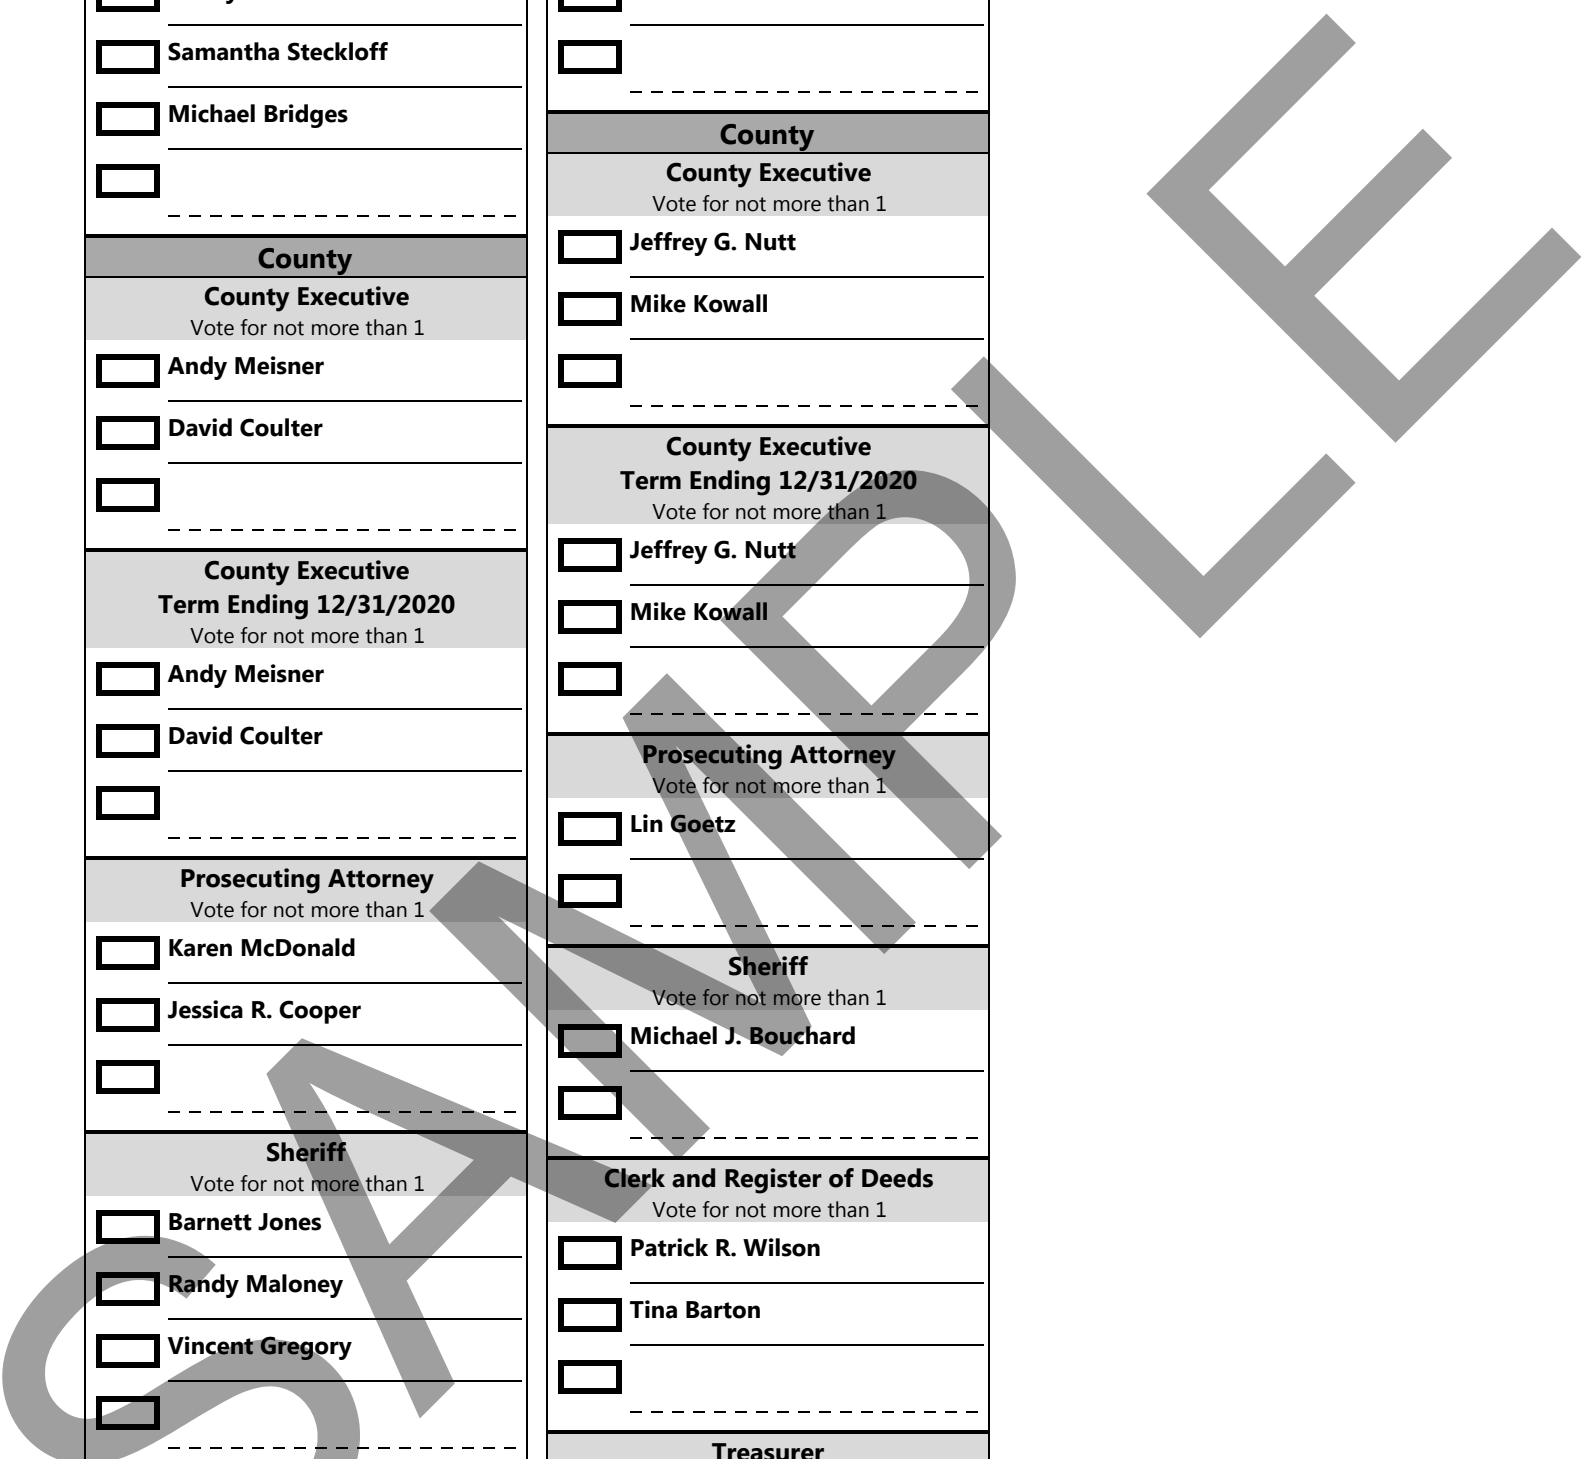 Samantha Steckloff
Michael Bridges
County
County Executive
Vote for not more than 1
Andy Meisner
David Coulter
County Executive
Term Ending 12/31/2020
Vote for not more than 1
Andy Meisner
David Coulter
Prosecuting Attorney
Vote for not more than 1
Karen McDonald
Jessica R. Cooper
Sheriff
Vote for not more than 1
Barnett Jones
Randy Maloney
Vincent Gregory
County
County Executive
Vote for not more than 1
Jeffrey G. Nutt
Mike Kowall
County Executive
Term Ending 12/31/2020
Vote for not more than 1
Jeffrey G. Nutt
Mike Kowall
Prosecuting Attorney
Vote for not more than 1
Lin Goetz
Sheriff
Vote for not more than 1
Michael J. Bouchard
Clerk and Register of Deeds
Vote for not more than 1
Patrick R. Wilson
Tina Barton
Treasurer
SAMPLE